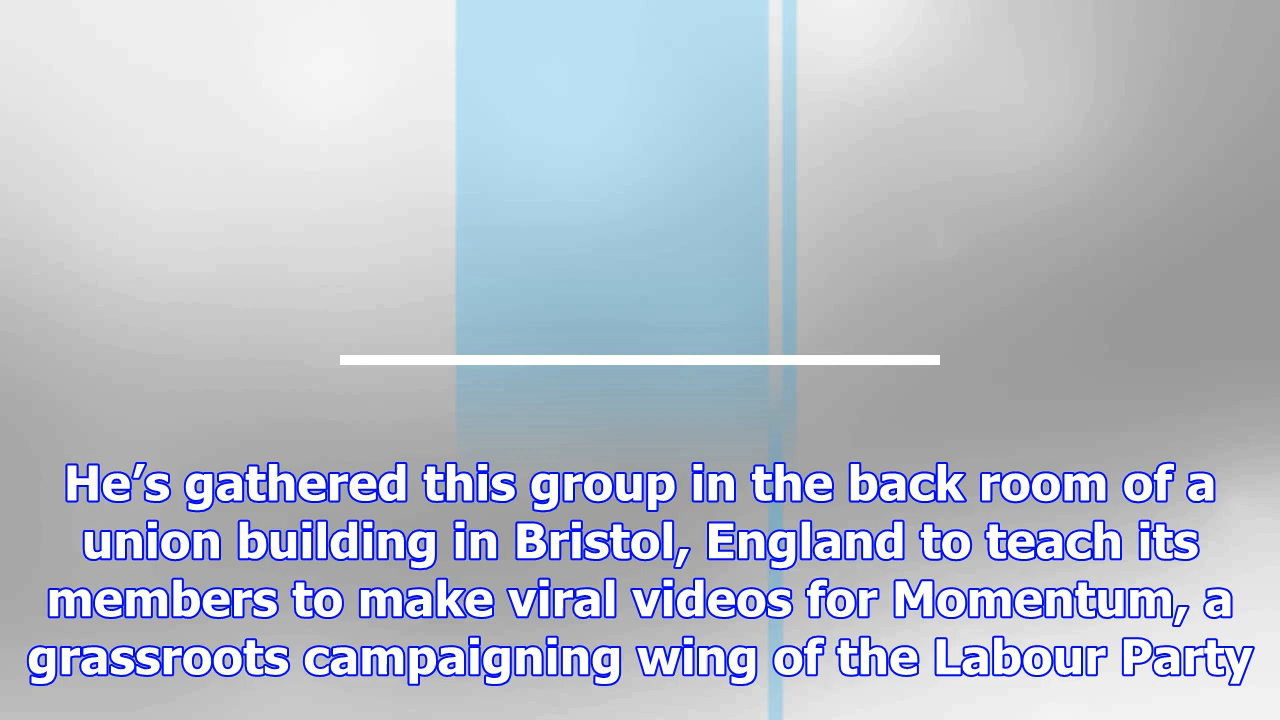 He’s gathered this group in the back room of a
union building in Bristol, England to teach its
members to make viral videos for Momentum, a
grassroots campaigning wing of the Labour Party